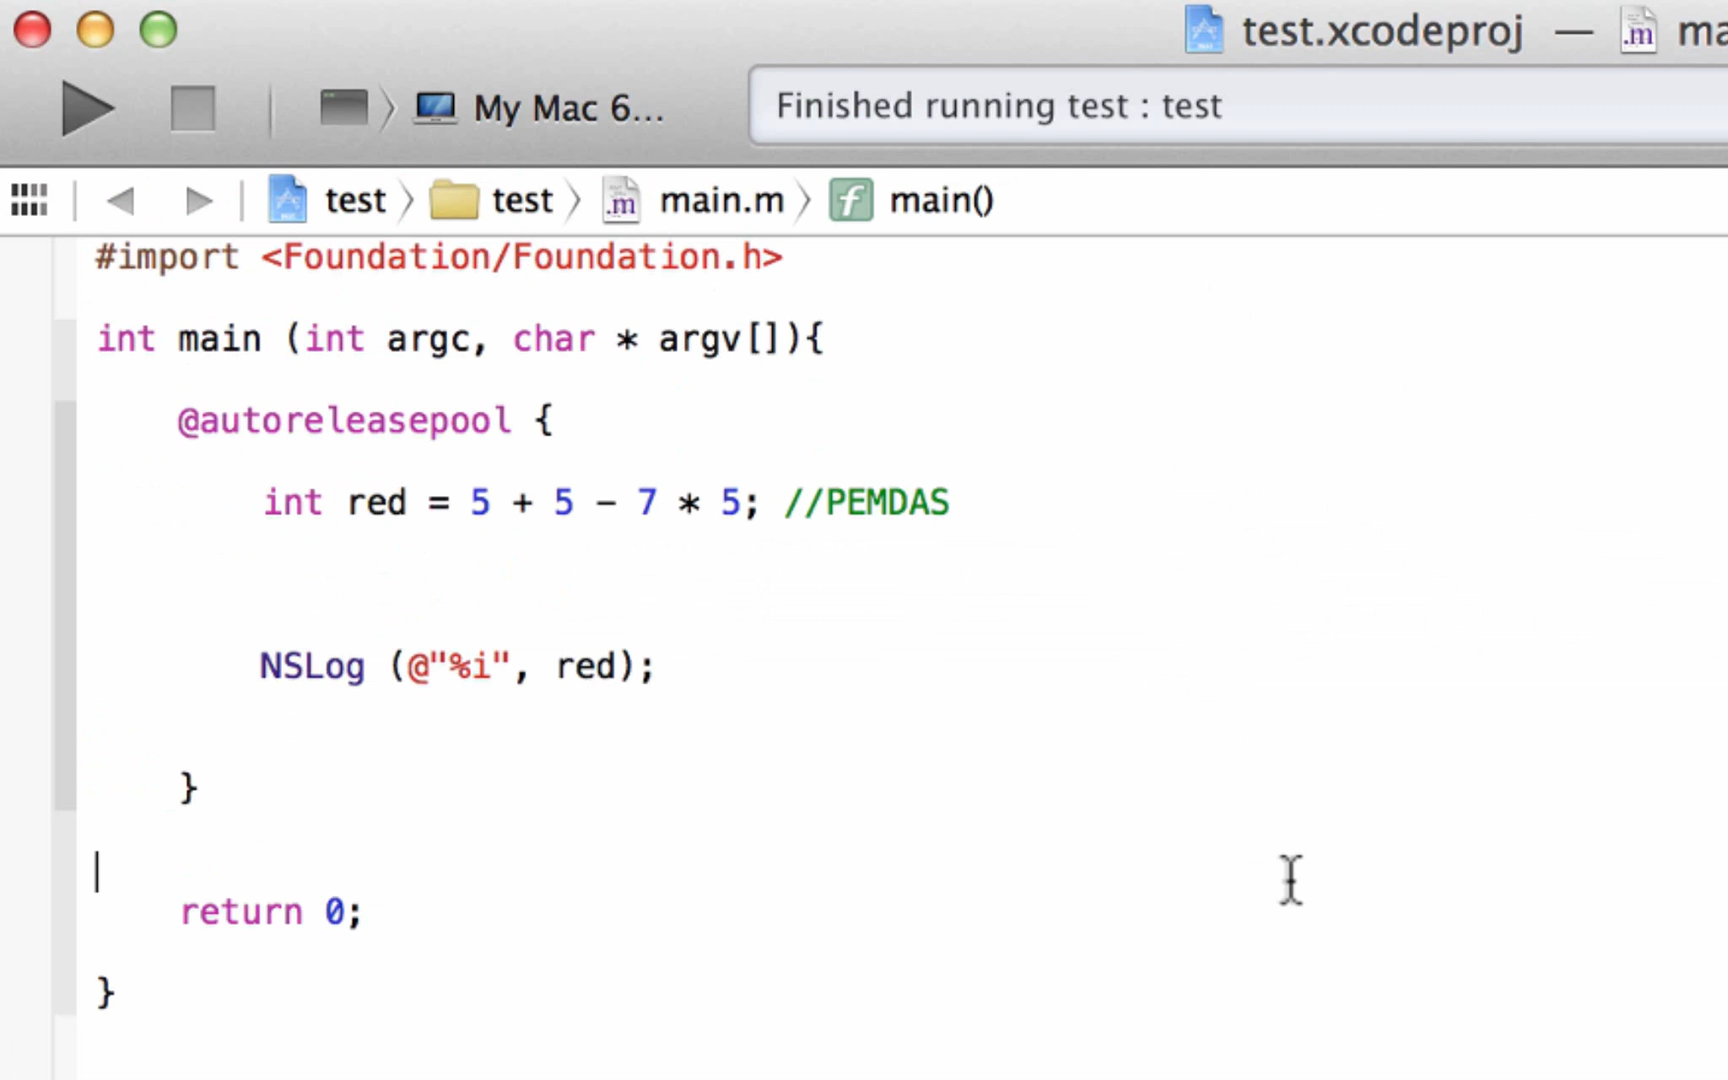 test.xcodeproj — .m ma
My Mac 6... Finished running test : test
test test .m main.m f main()
#import <Foundation/Foundation.h>
int main (int argc, char * argv[]){
@autoreleasepool {
int red = 5 + 5 - 7 * 5; //PEMDAS
NSLog (@"%i", red);
}
return 0;
}